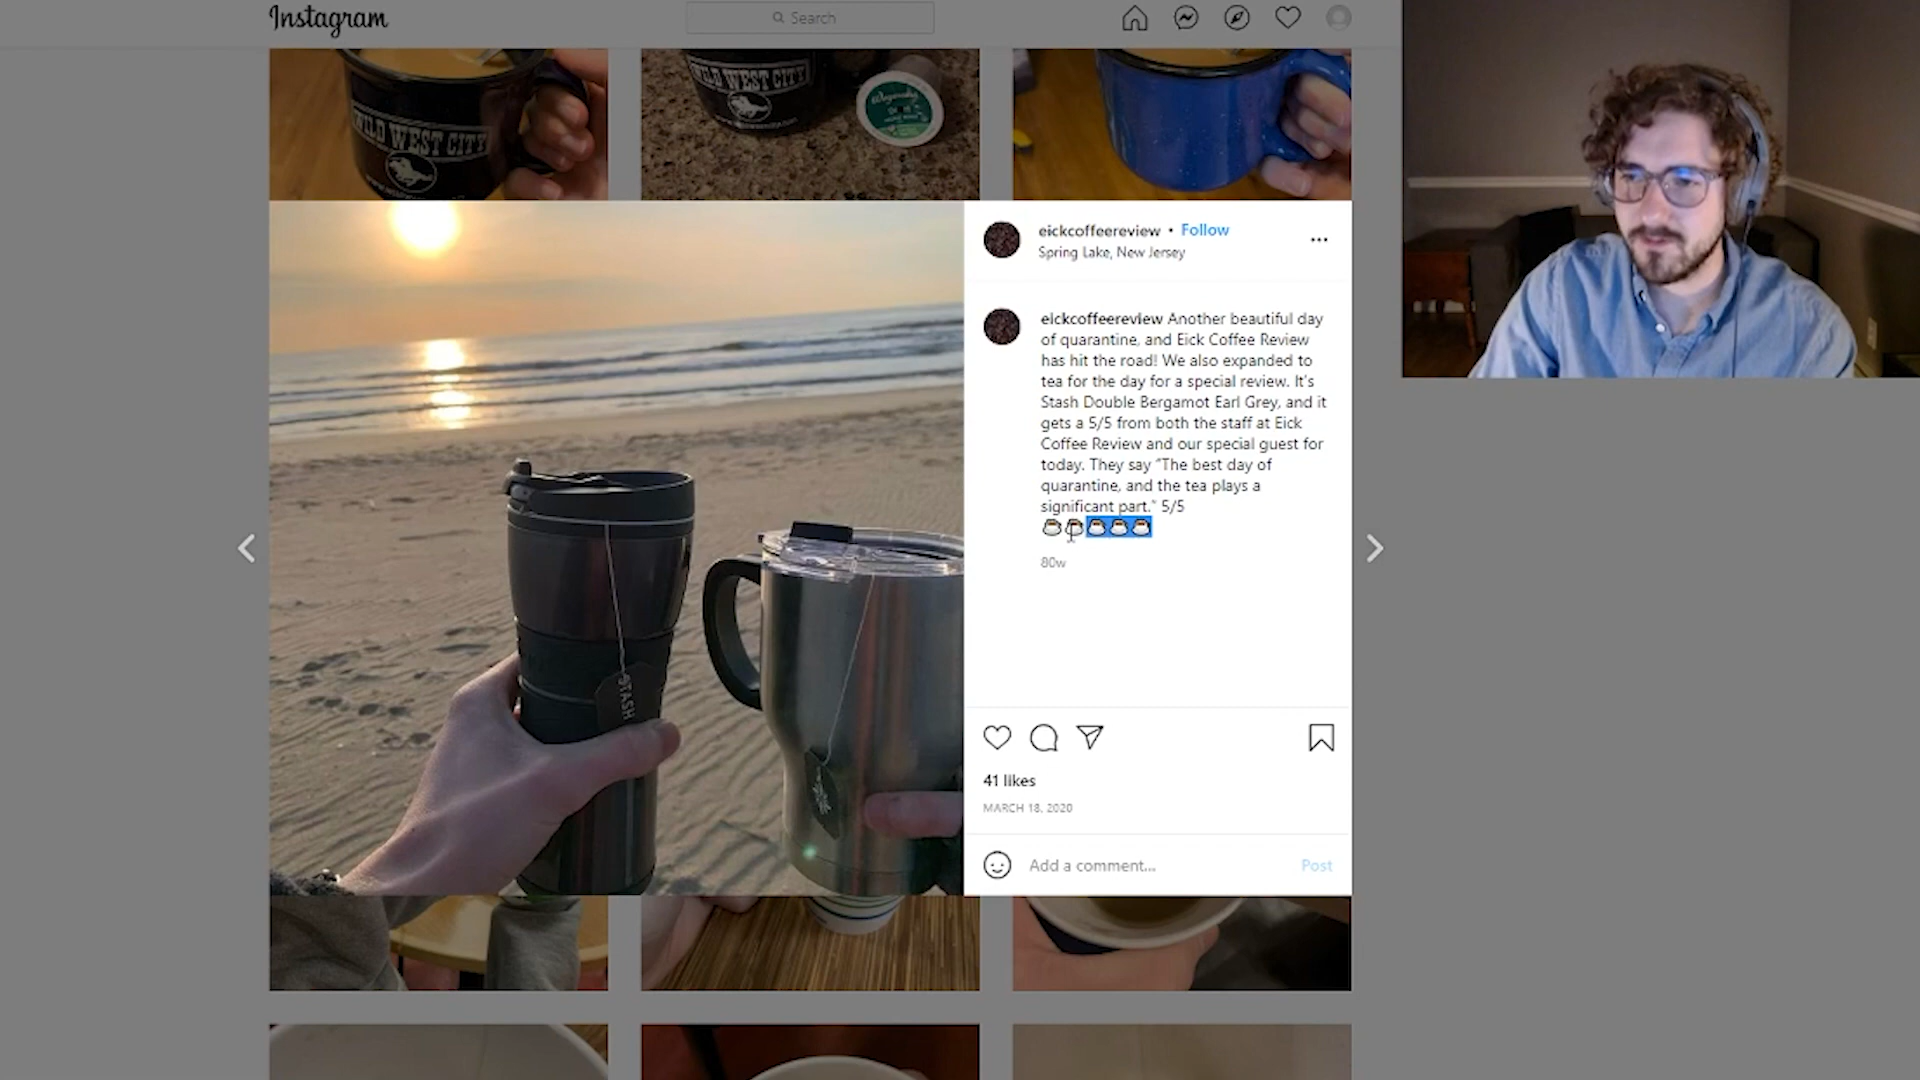 Instagram
Search
WILD WEST CITY
WILD WEST CITY
eickcoffeereview • Follow
Spring Lake, New Jersey
eickcoffeereview Another beautiful day
of quarantine, and Eick Coffee Review
has hit the road! We also expanded to
tea for the day for a special review. It's
Stash Double Bergamot Earl Grey, and it
gets a 5/5 from both the staff at Eick
Coffee Review and our special guest for
today. They say "The best day of
quarantine, and the tea plays a
significant part." 5/5
80w
STASH
41 likes
MARCH 18, 2020
Add a comment...
Post